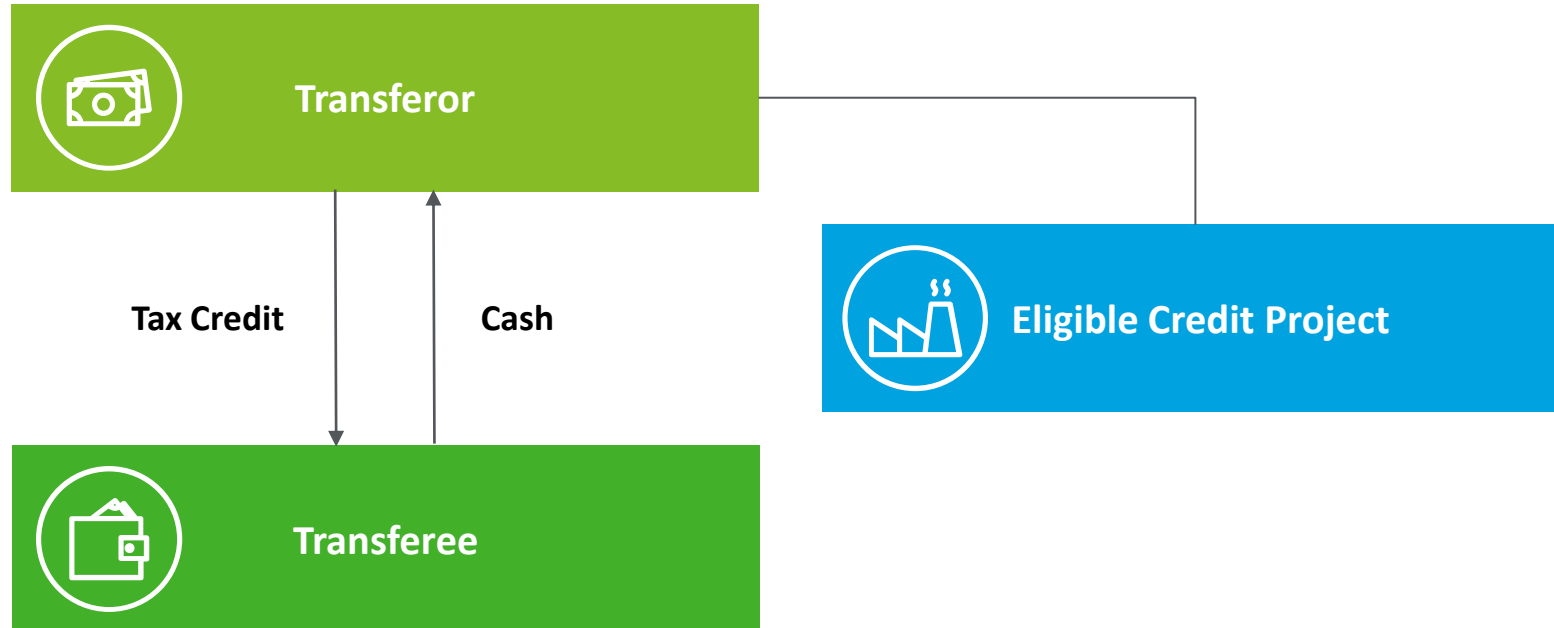 Transferor
Tax Credit
Cash
Eligible Credit Project
Transferee